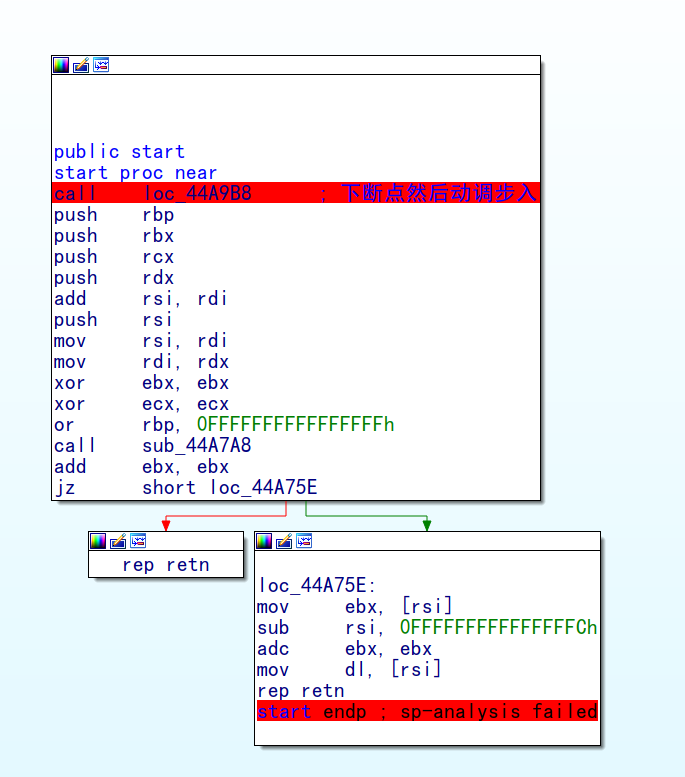 public start
start proc near
call loc_44A9B8 ; 下断点然后动调步入
push rbp
push rbx
push rcx
push rdx
add rsi, rdi
push rsi
mov rsi, rdi
mov rdi, rdx
xor ebx, ebx
xor ecx, ecx
or rbp, 0FFFFFFFFFFFFFFFFh
call sub_44A7A8
add ebx, ebx
jz short loc_44A75E
rep retn
loc_44A75E:
mov ebx, [rsi]
sub rsi, 0FFFFFFFFFFFFFFFCh
adc ebx, ebx
mov dl, [rsi]
rep retn
start endp ; sp-analysis failed